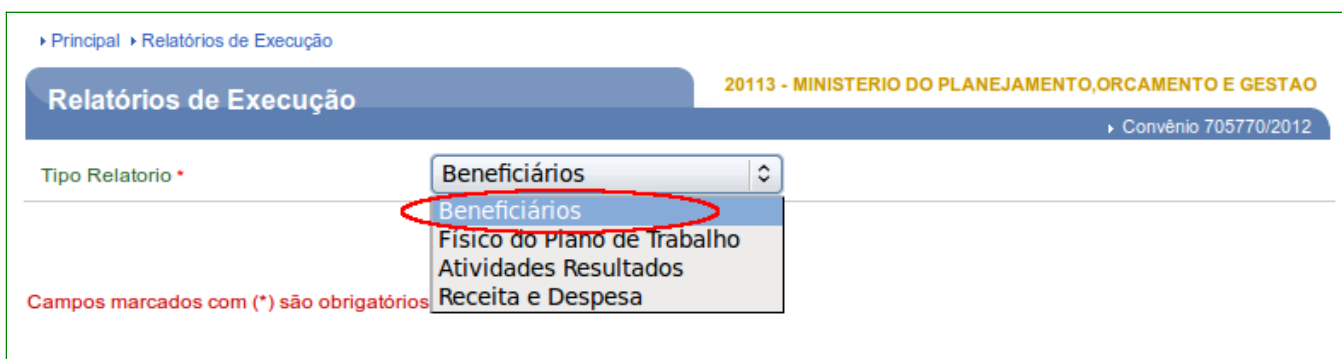 Principal Relatórios de Execução
Relatórios de Execução
20113 - MINISTERIO DO PLANEJAMENTO,ORCAMENTO E GESTAO
Convênio 705770/2012
Tipo Relatorio *
Beneficiários
Beneficiários
Físico do Plano de Trabalho
Atividades Resultados
Receita e Despesa
Campos marcados com (*) são obrigatórios